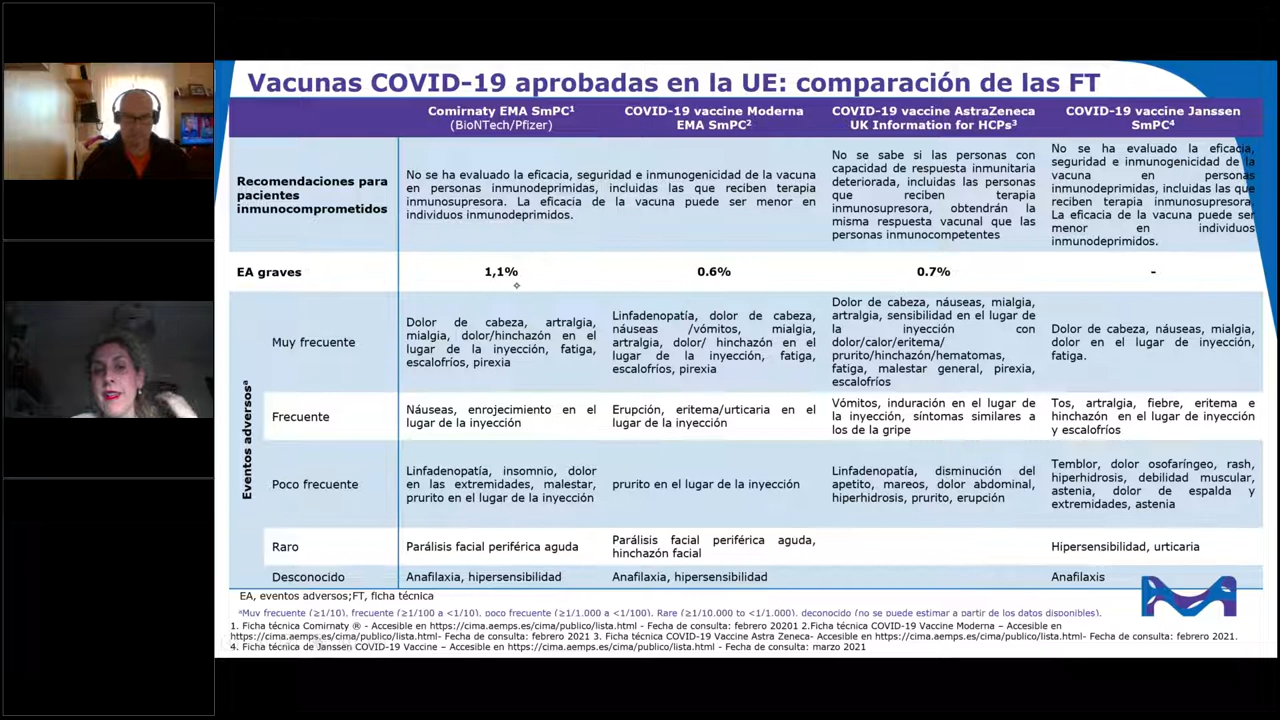 Vacunas COVID-19 aprobadas en la UE: comparación de las FT
Comirnaty EMA SmPC¹
(BioNTech/Pfizer)
COVID-19 vaccine Moderna
EMA SmPC²
COVID-19 vaccine AstraZeneca
UK Information for HCPs³
COVID-19 vaccine Janssen
SmPC⁴
Recomendaciones para
pacientes
inmunocomprometidos
No se ha evaluado la eficacia, seguridad e inmunogenicidad de la vacuna
en personas inmunodeprimidas, incluidas las que reciben terapia
inmunosupresora. La eficacia de la vacuna puede ser menor en
individuos inmunodeprimidos.
No se sabe si las personas con
capacidad de respuesta inmunitaria
deteriorada, incluidas las personas
que reciben terapia
inmunosupresora, obtendrán la
misma respuesta vacunal que las
personas inmunocompetentes
No se ha evaluado la eficacia,
seguridad e inmunogenicidad de la
vacuna en personas
inmunodeprimidas, incluidas las que
reciben terapia inmunosupresora.
La eficacia de la vacuna puede ser
menor en individuos
inmunodeprimidos.
EA graves
1,1%
0.6%
0.7%
-
Eventos adversosª
Muy frecuente
Dolor de cabeza, artralgia,
mialgia, dolor/hinchazón en el
lugar de la inyección, fatiga,
escalofríos, pirexia
Linfadenopatía, dolor de cabeza,
náuseas /vómitos, mialgia,
artralgia, dolor/ hinchazón en el
lugar de la inyección, fatiga,
escalofríos, pirexia
Dolor de cabeza, náuseas, mialgia,
artralgia, sensibilidad en el lugar de
la inyección con
dolor/calor/eritema/
prurito/hinchazón/hematomas,
fatiga, malestar general, pirexia,
escalofríos
Dolor de cabeza, náuseas, mialgia,
dolor en el lugar de la inyección,
fatiga.
Frecuente
Náuseas, enrojecimiento en el
lugar de la inyección
Erupción, eritema/urticaria en el
lugar de la inyección
Vómitos, induración en el lugar de
la inyección, síntomas similares a
los de la gripe
Tos, artralgia, fiebre, eritema e
hinchazón en el lugar de inyección
y escalofríos
Poco frecuente
Linfadenopatía, insomnio, dolor
en las extremidades, malestar,
prurito en el lugar de la inyección
prurito en el lugar de la inyección
Linfadenopatía, disminución del
apetito, mareos, dolor abdominal,
hiperhidrosis, prurito, erupción
Temblor, dolor osofaríngeo, rash,
hiperhidrosis, debilidad muscular,
astenia, dolor de espalda y
extremidades, astenia
Raro
Parálisis facial periférica aguda
Parálisis facial periférica aguda,
hinchazón facial
Hipersensibilidad, urticaria
Desconocido
Anafilaxia, hipersensibilidad
Anafilaxia, hipersensibilidad
Anafilaxis
EA, eventos adversos;FT, ficha técnica
ªMuy frecuente (≥1/10), frecuente (≥1/100 a <1/10), poco frecuente (≥1/1.000 a <1/100), Rare (≥1/10.000 to <1/1.000), deconocido (no se puede estimar a partir de los datos disponibles).
1. Ficha técnica Comirnaty ® - Accesible en https://cima.aemps.es/cima/publico/lista.html- Fecha de consulta: febrero 20201 2.Ficha técnica COVID-19 Vaccine Moderna – Accesible en
https://cima.aemps.es/cima/publico/lista.html- Fecha de consulta: febrero 2021 3. Ficha técnica COVID-19 Vaccine Astra Zeneca- Accesible en https://cima.aemps.es/cima/publico/lista.html- Fecha de consulta: febrero 2021.
4. Ficha técnica de Janssen COVID-19 Vaccine – Accesible en https://cima.aemps.es/cima/publico/lista.html - Fecha de consulta: marzo 2021